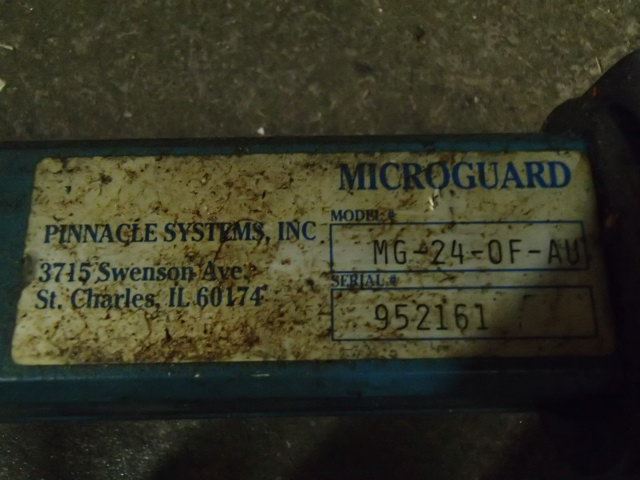 MICROGUARD
PINNACLE SYSTEMS, INC
3715 Swenson Ave.
St. Charles, IL 60174
MODEL #
MG-24-OF-AU
SERIAL #
952161